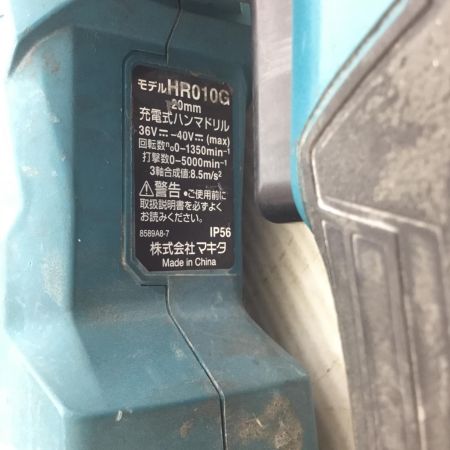 モデルHR010G
20mm
充電式ハンマドリル
36V⎓-40V⎓(max)
回転数n₀0-1350min⁻¹
打撃数0-5000min⁻¹
3軸合成値:8.5m/s²
⚠警告 •ご使用前に
取扱説明書を必ずよく
お読みください。
8589A8-7 IP56
株式会社マキタ
Made in China